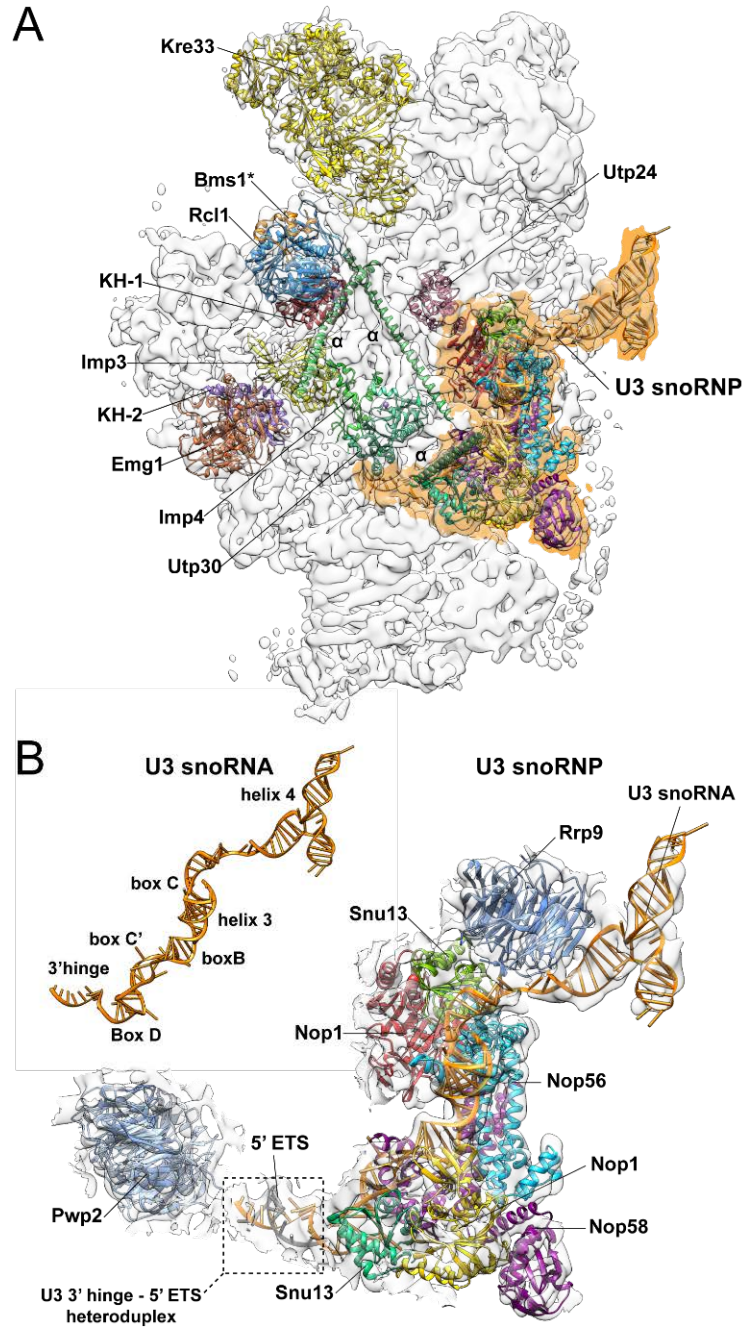 A
Kre33
Utp24
Bms1*
Rcl1
KH-1
α
α
Imp3
U3 snoRNP
KH-2
Emg1
α
Imp4
Utp30
B
U3 snoRNA
U3 snoRNP
helix 4
U3 snoRNA
Rrp9
box C
Snu13
helix 3
box C'
boxB
3'hinge
Box D
Nop1
Nop56
5' ETS
Nop1
Pwp2
Nop58
Snu13
U3 3' hinge - 5' ETS
heteroduplex